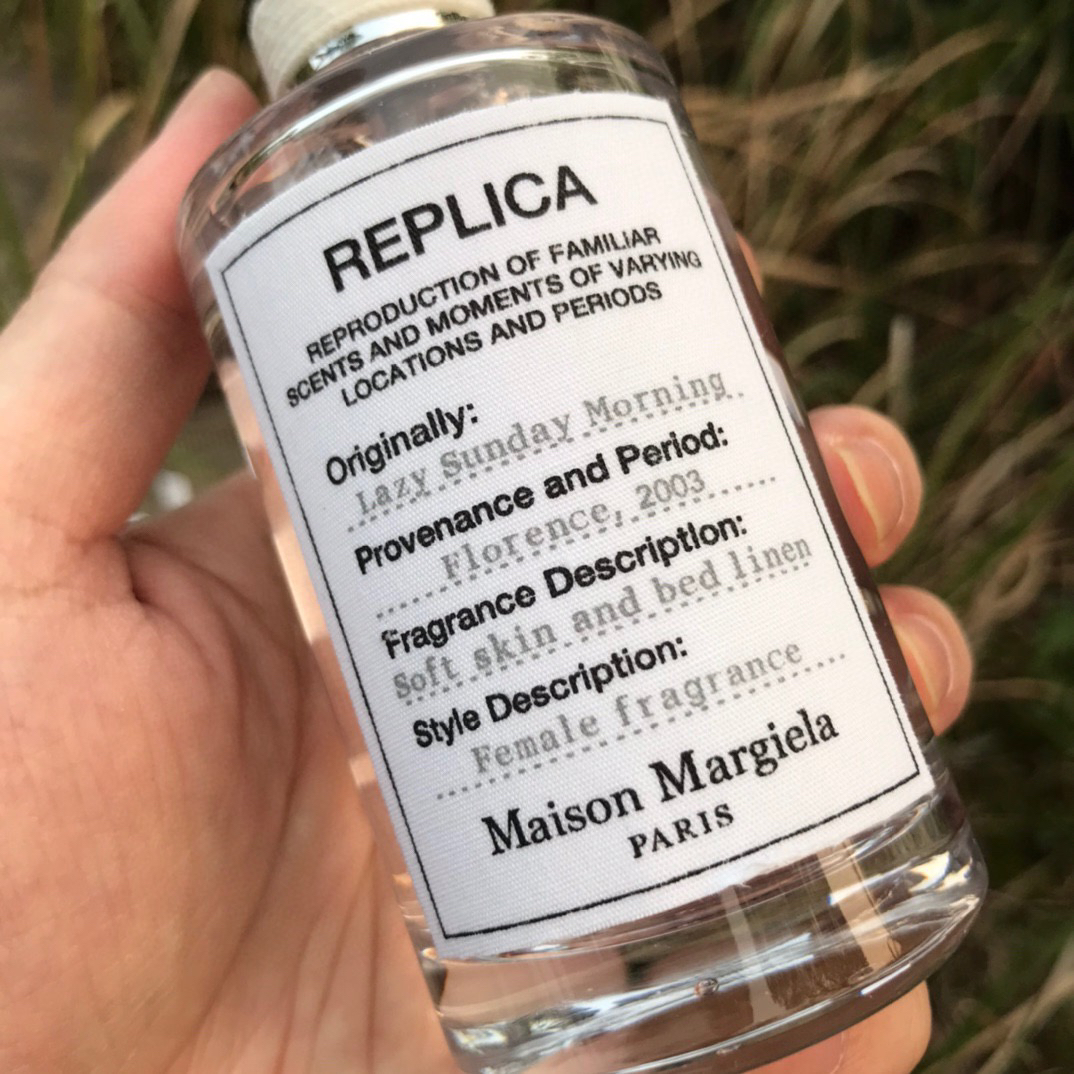 REPLICA
REPRODUCTION OF FAMILIAR
SCENTS AND MOMENTS OF VARYING
LOCATIONS AND PERIODS
Originally:
Lazy Sunday Morning
Provenance and Period:
Florence, 2003
Fragrance Description:
Soft skin and bed linen
Style Description:
Female fragrance
Maison Margiela
PARIS